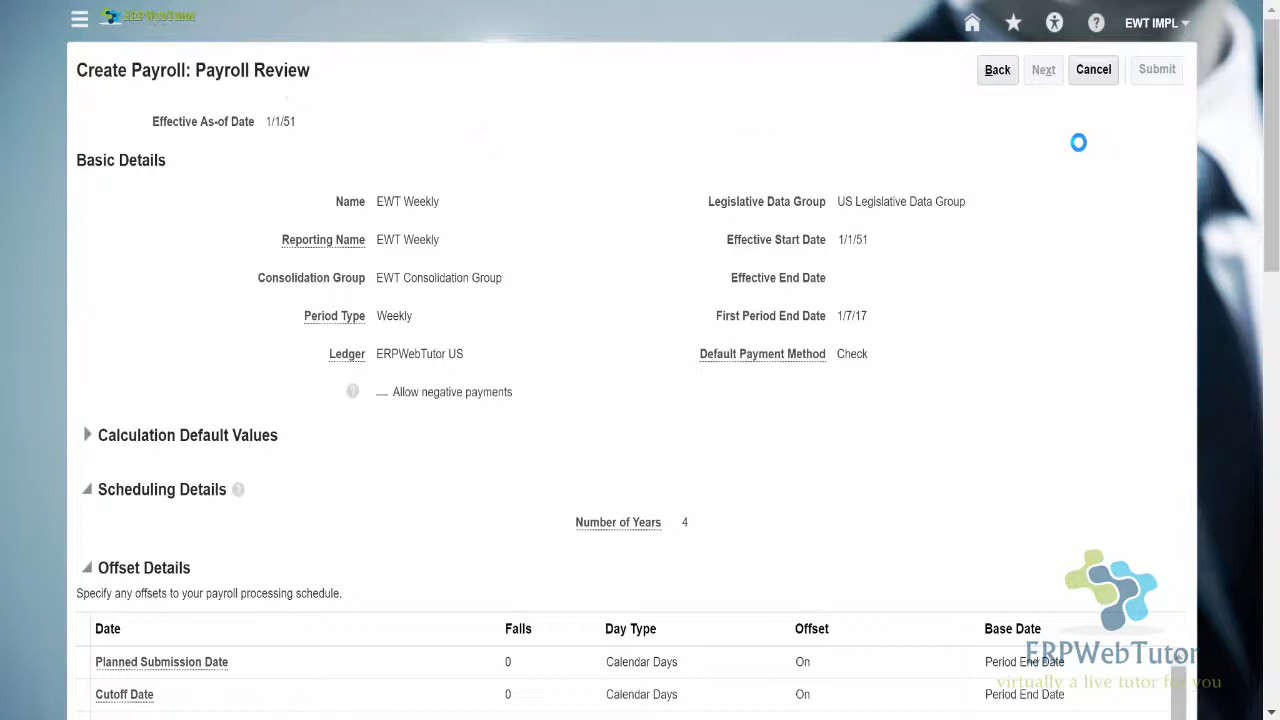 ERPWebTutor
EWT IMPL
Create Payroll: Payroll Review
Back Next Cancel Submit
Effective As-of Date 1/1/51
Basic Details
Name EWT Weekly Legislative Data Group US Legislative Data Group
Reporting Name EWT Weekly Effective Start Date 1/1/51
Consolidation Group EWT Consolidation Group Effective End Date
Period Type Weekly First Period End Date 1/7/17
Ledger ERPWebTutor US Default Payment Method Check
Allow negative payments
Calculation Default Values
Scheduling Details
Number of Years 4
Offset Details
Specify any offsets to your payroll processing schedule.
Date Falls Day Type Offset Base Date
Planned Submission Date 0 Calendar Days On Period End Date
Cutoff Date 0 Calendar Days On Period End Date
ERPWebTutor
virtually a live tutor for you